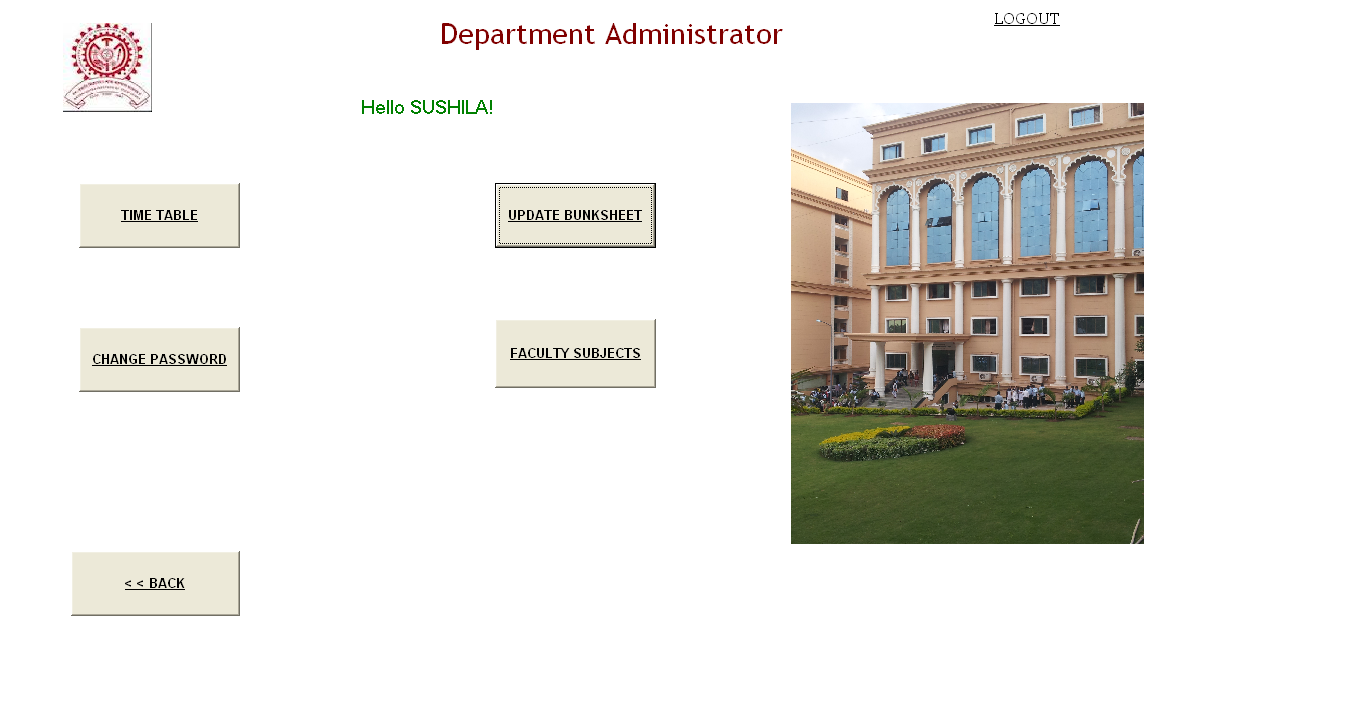 LOGOUT
Department Administrator
Hello SUSHILA!
TIME TABLE
UPDATE BUNKSHEET
CHANGE PASSWORD
FACULTY SUBJECTS
< < BACK